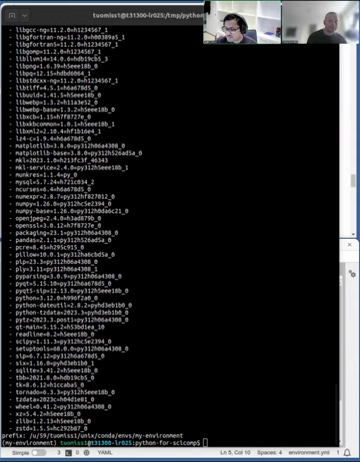 tuomiss1@t31300-lr025:/tmp/python
- libgcc-ng=11.2.0=h1234567_1
- libgfortran-ng=11.2.0=h00389a5_1
- libgfortran5=11.2.0=h1234567_1
- libgomp=11.2.0=h1234567_1
- libllvm14=14.0.6=hdb19cb5_3
- libpng=1.6.39=h5eee18b_0
- libpq=12.15=hdbd6064_1
- libstdcxx-ng=11.2.0=h1234567_1
- libtiff=4.5.1=h6a678d5_0
- libuuid=1.41.5=h5eee18b_0
- libwebp=1.3.2=h11a3e52_0
- libwebp-base=1.3.2=h5eee18b_0
- libxcb=1.15=h7f8727e_0
- libxkbcommon=1.0.1=h5eee18b_1
- libxml2=2.10.4=hf1b16e4_1
- lz4-c=1.9.4=h6a678d5_0
- matplotlib=3.8.0=py312h06a4308_0
- matplotlib-base=3.8.0=py312h526ad5a_0
- mkl=2023.1.0=h213fc3f_46343
- mkl-service=2.4.0=py312h5eee18b_1
- munkres=1.1.4=py_0
- mysql=5.7.24=h721c034_2
- ncurses=6.4=h6a678d5_0
- numexpr=2.8.7=py312hf827012_0
- numpy=1.26.0=py312hc5e2394_0
- numpy-base=1.26.0=py312h0da6c21_0
- openjpeg=2.4.0=h3ad879b_0
- openssl=3.0.12=h7f8727e_0
- packaging=23.1=py312h06a4308_0
- pandas=2.1.1=py312h526ad5a_0
- pcre=8.45=h295c915_0
- pillow=10.0.1=py312ha6cbd5a_0
- pip=23.3=py312h06a4308_0
- ply=3.11=py312h06a4308_1
- pyparsing=3.0.9=py312h06a4308_0
- pyqt=5.15.10=py312h6a678d5_0
- pyqt5-sip=12.13.0=py312h5eee18b_0
- python=3.12.0=h996f2a0_0
- python-dateutil=2.8.2=pyhd3eb1b0_0
- python-tzdata=2023.3=pyhd3eb1b0_0
- pytz=2023.3.post1=py312h06a4308_0
- qt-main=5.15.2=h53bd1ea_10
- readline=8.2=h5eee18b_0
- scipy=1.11.3=py312hc5e2394_0
- setuptools=68.0.0=py312h06a4308_0
- sip=6.7.12=py312h6a678d5_0
- six=1.16.0=pyhd3eb1b0_1
- sqlite=3.41.2=h5eee18b_0
- tbb=2021.8.0=hdb19cb5_0
- tk=8.6.12=h1ccaba5_0
- tornado=6.3.3=py312h5eee18b_0
- tzdata=2023c=h04d1e81_0
- wheel=0.41.2=py312h06a4308_0
- xz=5.4.2=h5eee18b_0
- zlib=1.2.13=h5eee18b_0
- zstd=1.5.5=hc292b87_0
prefix: /u/59/tuomiss1/unix/conda/envs/my-environment
(my-environment) tuomiss1@t31300-lr025:python-for-scicomp$
Simple
3
YAML
Ln 5, Col 10
Spaces: 4
environment.yml
1